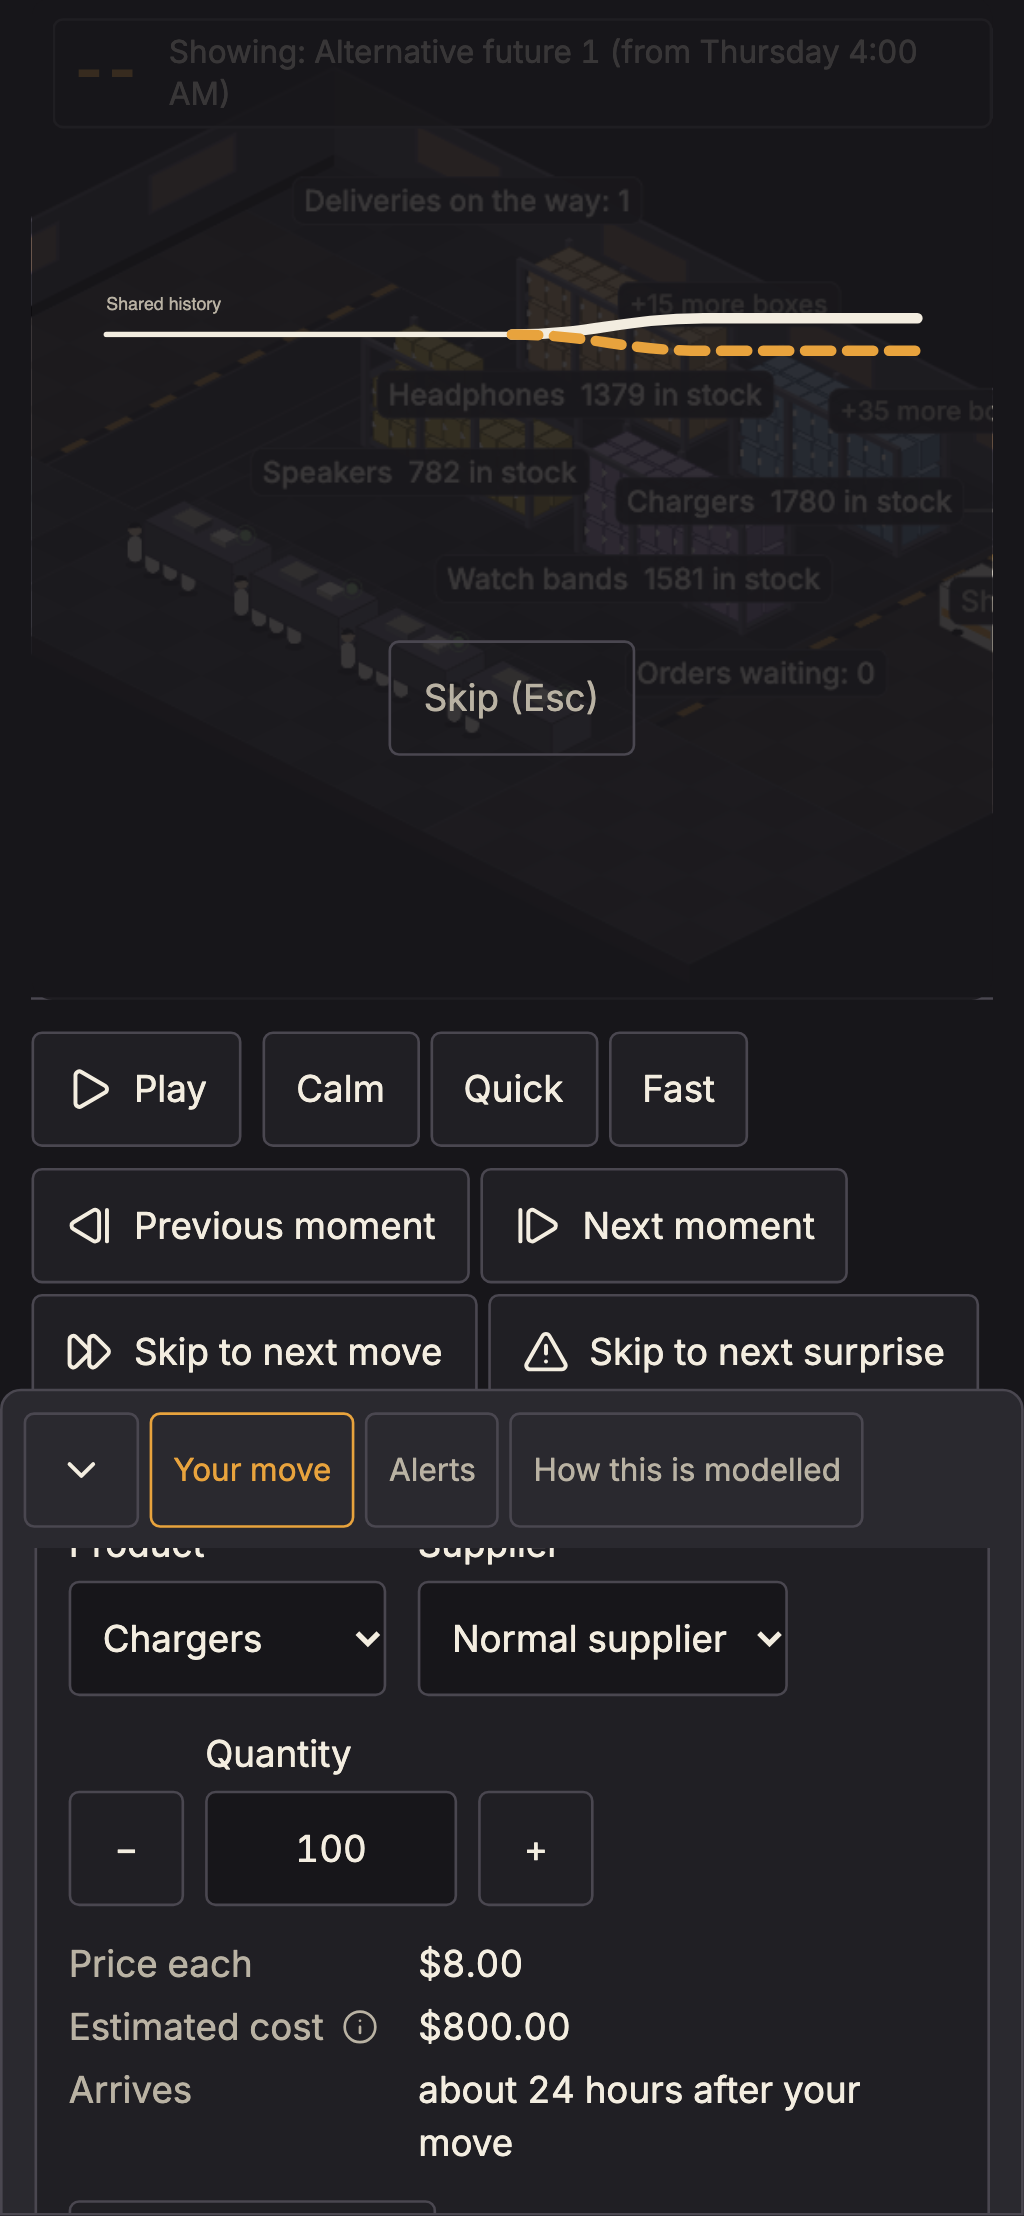 Showing: Alternative future 1 (from Thursday 4:00
AM)
Deliveries on the way: 1
Shared history
+15 more boxes
Headphones 1379 in stock
+35 more
Speakers 782 in stock
Chargers 1780 in stock
Watch bands 1581 in stock
Orders waiting: 0
Skip (Esc)
Play
Calm
Quick
Fast
Previous moment
Next moment
Skip to next move
Skip to next surprise
Your move
Alerts
How this is modelled
Product
Supplier
Chargers
Normal supplier
Quantity
–
100
+
Price each
$8.00
Estimated cost
$800.00
Arrives
about 24 hours after your
move